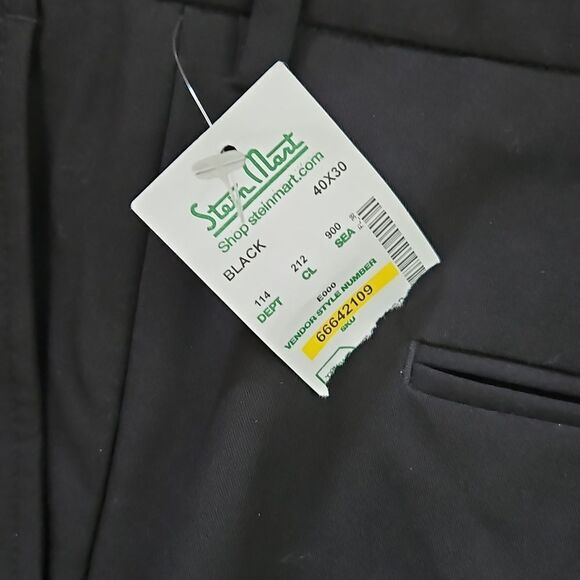 Stein Mart
Shop steinmart.com
BLACK 40X30
114 212 900
DEPT CL SEA
E000
VENDOR STYLE NUMBER
66642109
SKU